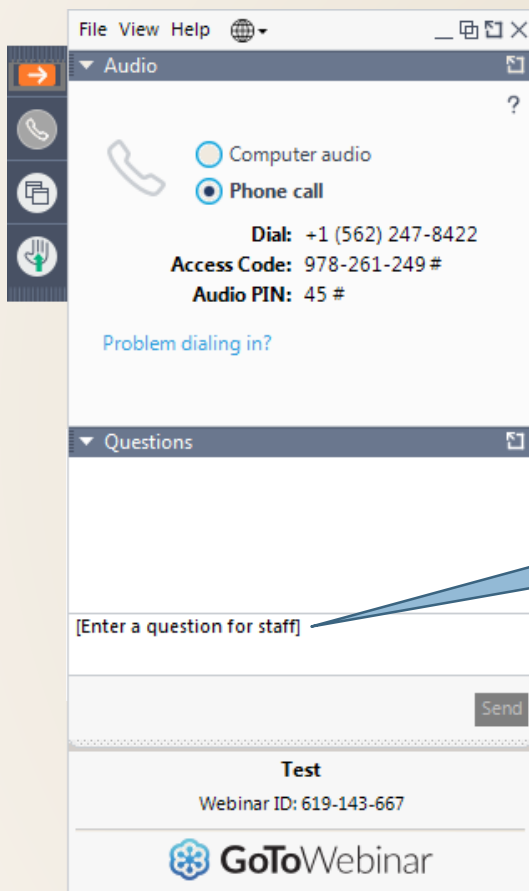 File View Help
Audio
?
Computer audio
Phone call
Dial: +1 (562) 247-8422
Access Code: 978-261-249 #
Audio PIN: 45 #
Problem dialing in?
Questions
[Enter a question for staff]
Send
Test
Webinar ID: 619-143-667
GoToWebinar